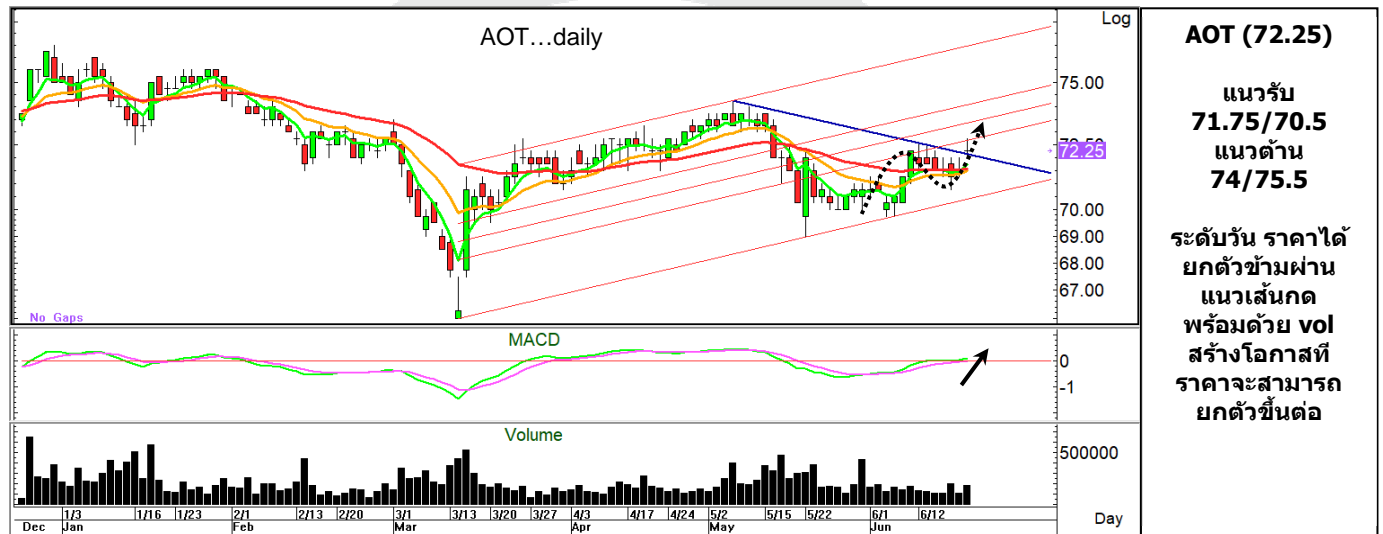 AOT…daily
Log
75.00
72.25
70.00
69.00
68.00
67.00
No Gaps
MACD
0
-1
Volume
500000
1/3 1/16 1/23 2/1 2/13 2/20 3/1 3/13 3/20 3/27 4/3 4/17 4/24 5/2 5/15 5/22 6/1 6/12
Dec Jan Feb Mar Apr May Jun
Day
AOT (72.25)
แนวรับ
71.75/70.5
แนวต้าน
74/75.5
ระดับวัน ราคาได้
ยกตัวข้ามผ่าน
แนวเส้นกด
พร้อมด้วย vol
สร้างโอกาสที่
ราคาจะสามารถ
ยกตัวขึ้นต่อ